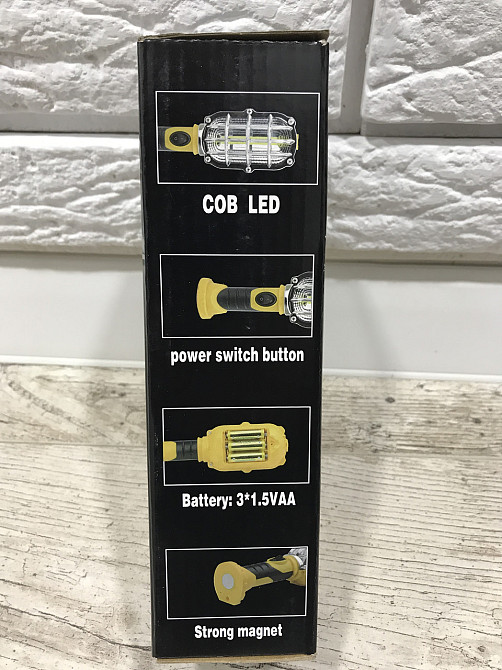 COB LED
power switch button
Battery: 3*1.5VAA
Strong magnet